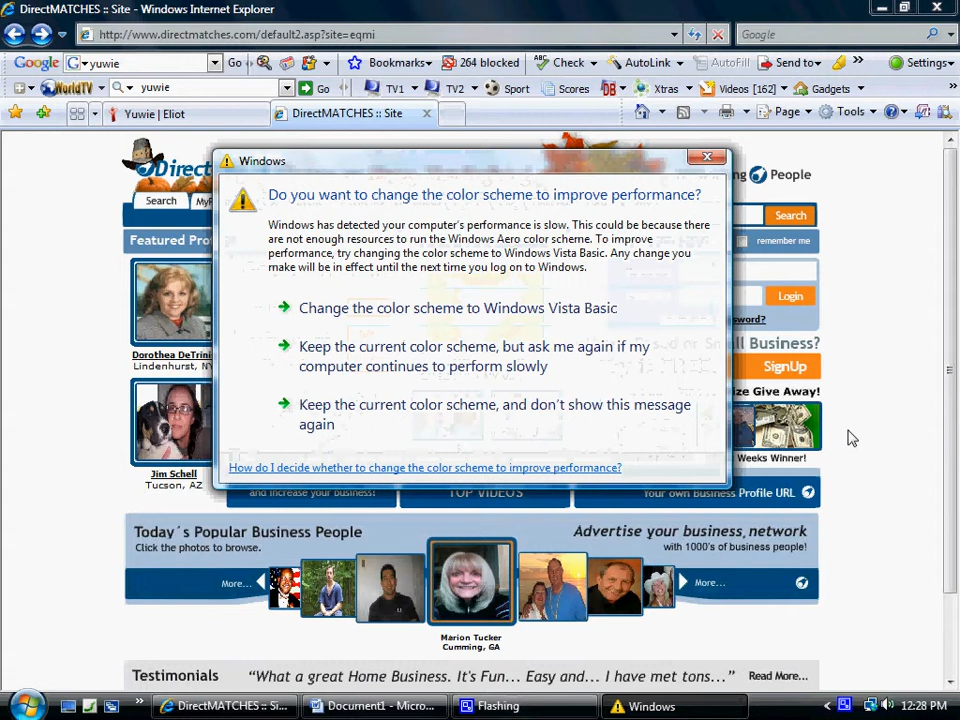 DirectMATCHES :: Site - Windows Internet Explorer
http://www.directmatches.com/default2.asp?site=eqmi
Google
Google
yuwie
Go
Bookmarks
264 blocked
Check
AutoLink
AutoFill
Send to
Settings
WorldTV
yuwie
Go
TV1
TV2
Sport
Scores
Xtras
Videos [162]
Gadgets
Yuwie | Eliot
DirectMATCHES :: Site
Page
Tools
Direct
People
Search
Search
Featured
remember me
Login
Dorothea
Lindenhurst, NY
Small Business?
SignUp
Give Away!
Jim Schell
Tucson, AZ
Weeks Winner!
Windows
Do you want to change the color scheme to improve performance?
Windows has detected your computer's performance is slow. This could be because there
are not enough resources to run the Windows Aero color scheme. To improve
performance, try changing the color scheme to Windows Vista Basic. Any change you
make will be in effect until the next time you log on to Windows.
Change the color scheme to Windows Vista Basic
Keep the current color scheme, but ask me again if my
computer continues to perform slowly
Keep the current color scheme, and don't show this message
again
How do I decide whether to change the color scheme to improve performance?
and increase your business!
TOP VIDEOS
Your own Business Profile URL
Today´s Popular Business People
Click the photos to browse.
Advertise your business, network
with 1000's of business people!
More...
More...
Marion Tucker
Cumming, GA
Testimonials
“What a great Home Business. It's Fun... Easy and... I have met tons...”
Read More...
DirectMATCHES :: Si...
Document1 - Micro...
Flashing
Windows
12:28 PM